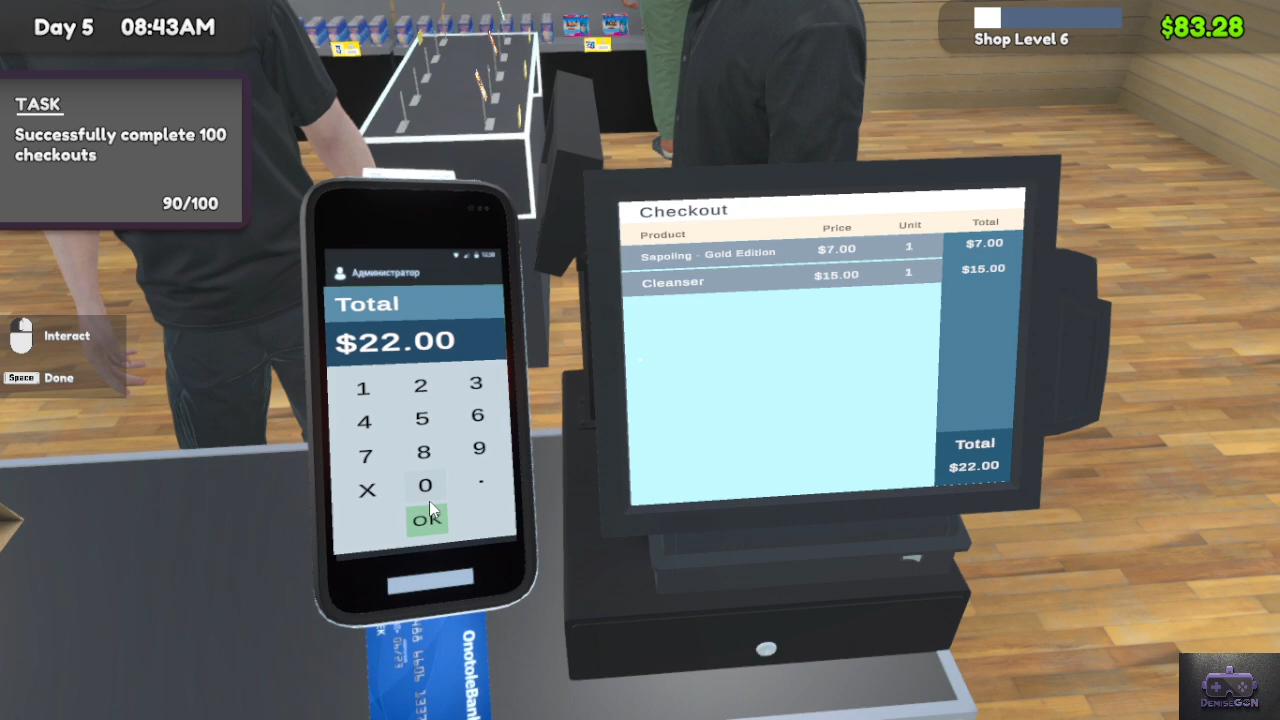 Day 5 08:43AM
Shop Level 6
$83.28
TASK
Successfully complete 100
checkouts
90/100
Interact
Space Done
Администратор
Total
$22.00
1 2 3
4 5 6
7 8 9
X 0 .
OK
Checkout
Product Price Unit Total
Sapoling - Gold Edition $7.00 1 $7.00
Cleanser $15.00 1 $15.00
Total
$22.00
OnotoleBank
DEMISEGON